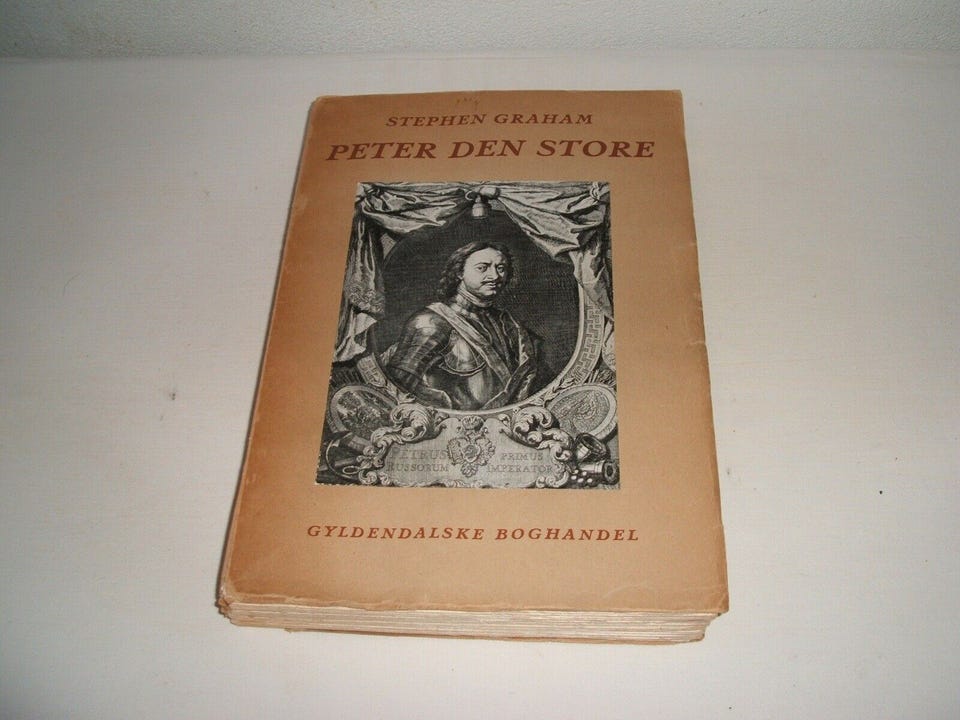 STEPHEN GRAHAM
PETER DEN STORE
PETRUS PRIMUS
RUSSORUM IMPERATOR
GYLDENDALSKE BOGHANDEL